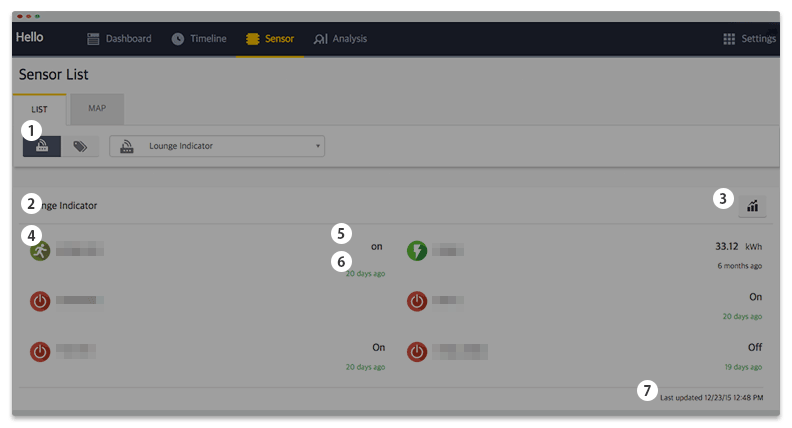 Hello Dashboard Timeline Sensor Analysis Settings
Sensor List
LIST MAP
1
Lounge Indicator
2 nge Indicator 3
4 5 on 33.12 kWh
6 20 days ago 6 months ago
On
20 days ago
On Off
20 days ago 19 days ago
7 Last updated 12/23/15 12:48 PM